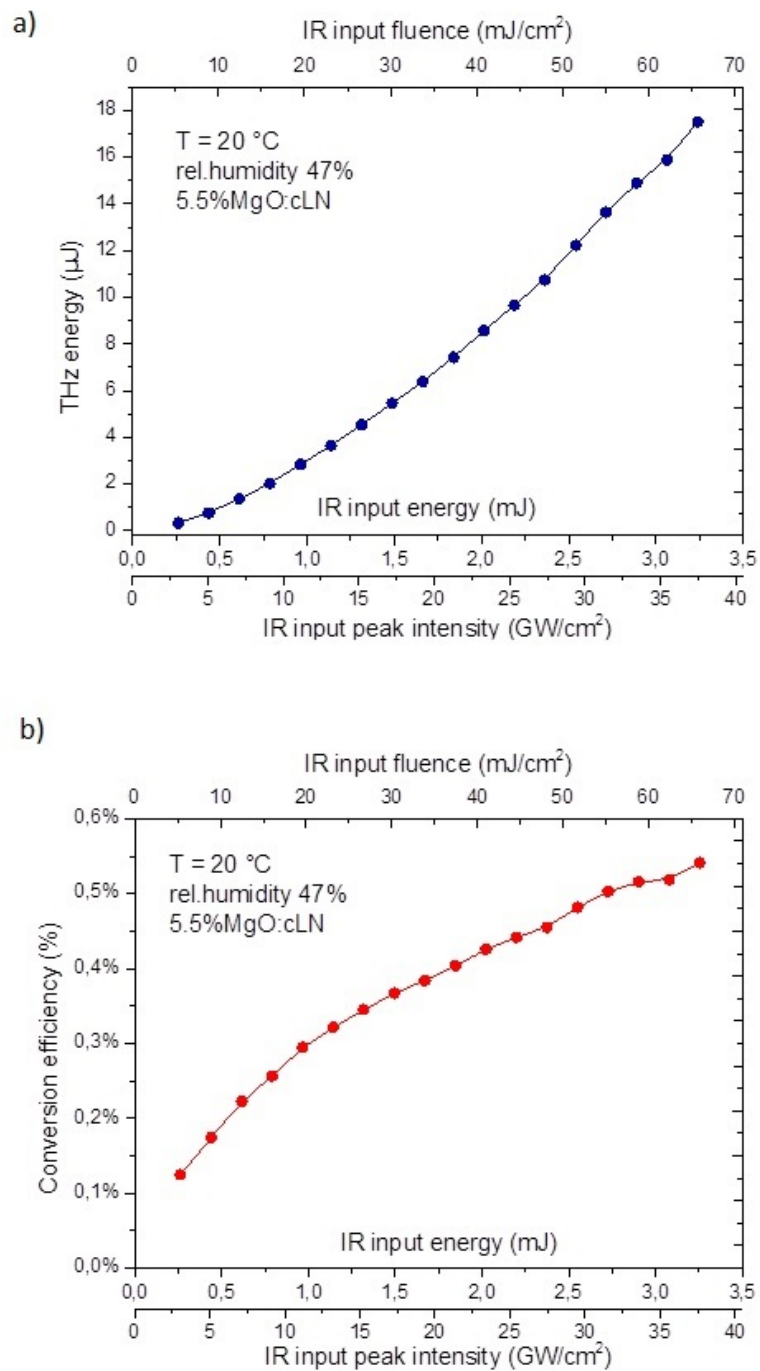 a)
IR input fluence (mJ/cm²)
0 10 20 30 40 50 60 70
18
16
14
12
10
8
6
4
2
0
THz energy (µJ)
T = 20 °C
rel.humidity 47%
5.5%MgO:cLN
IR input energy (mJ)
0,0 0,5 1,0 1,5 2,0 2,5 3,0 3,5
0 5 10 15 20 25 30 35 40
IR input peak intensity (GW/cm²)
b)
IR input fluence (mJ/cm²)
0 10 20 30 40 50 60 70
0,6%
0,5%
0,4%
0,3%
0,2%
0,1%
0,0%
Conversion efficiency (%)
T = 20 °C
rel.humidity 47%
5.5%MgO:cLN
IR input energy (mJ)
0,0 0,5 1,0 1,5 2,0 2,5 3,0 3,5
0 5 10 15 20 25 30 35 40
IR input peak intensity (GW/cm²)